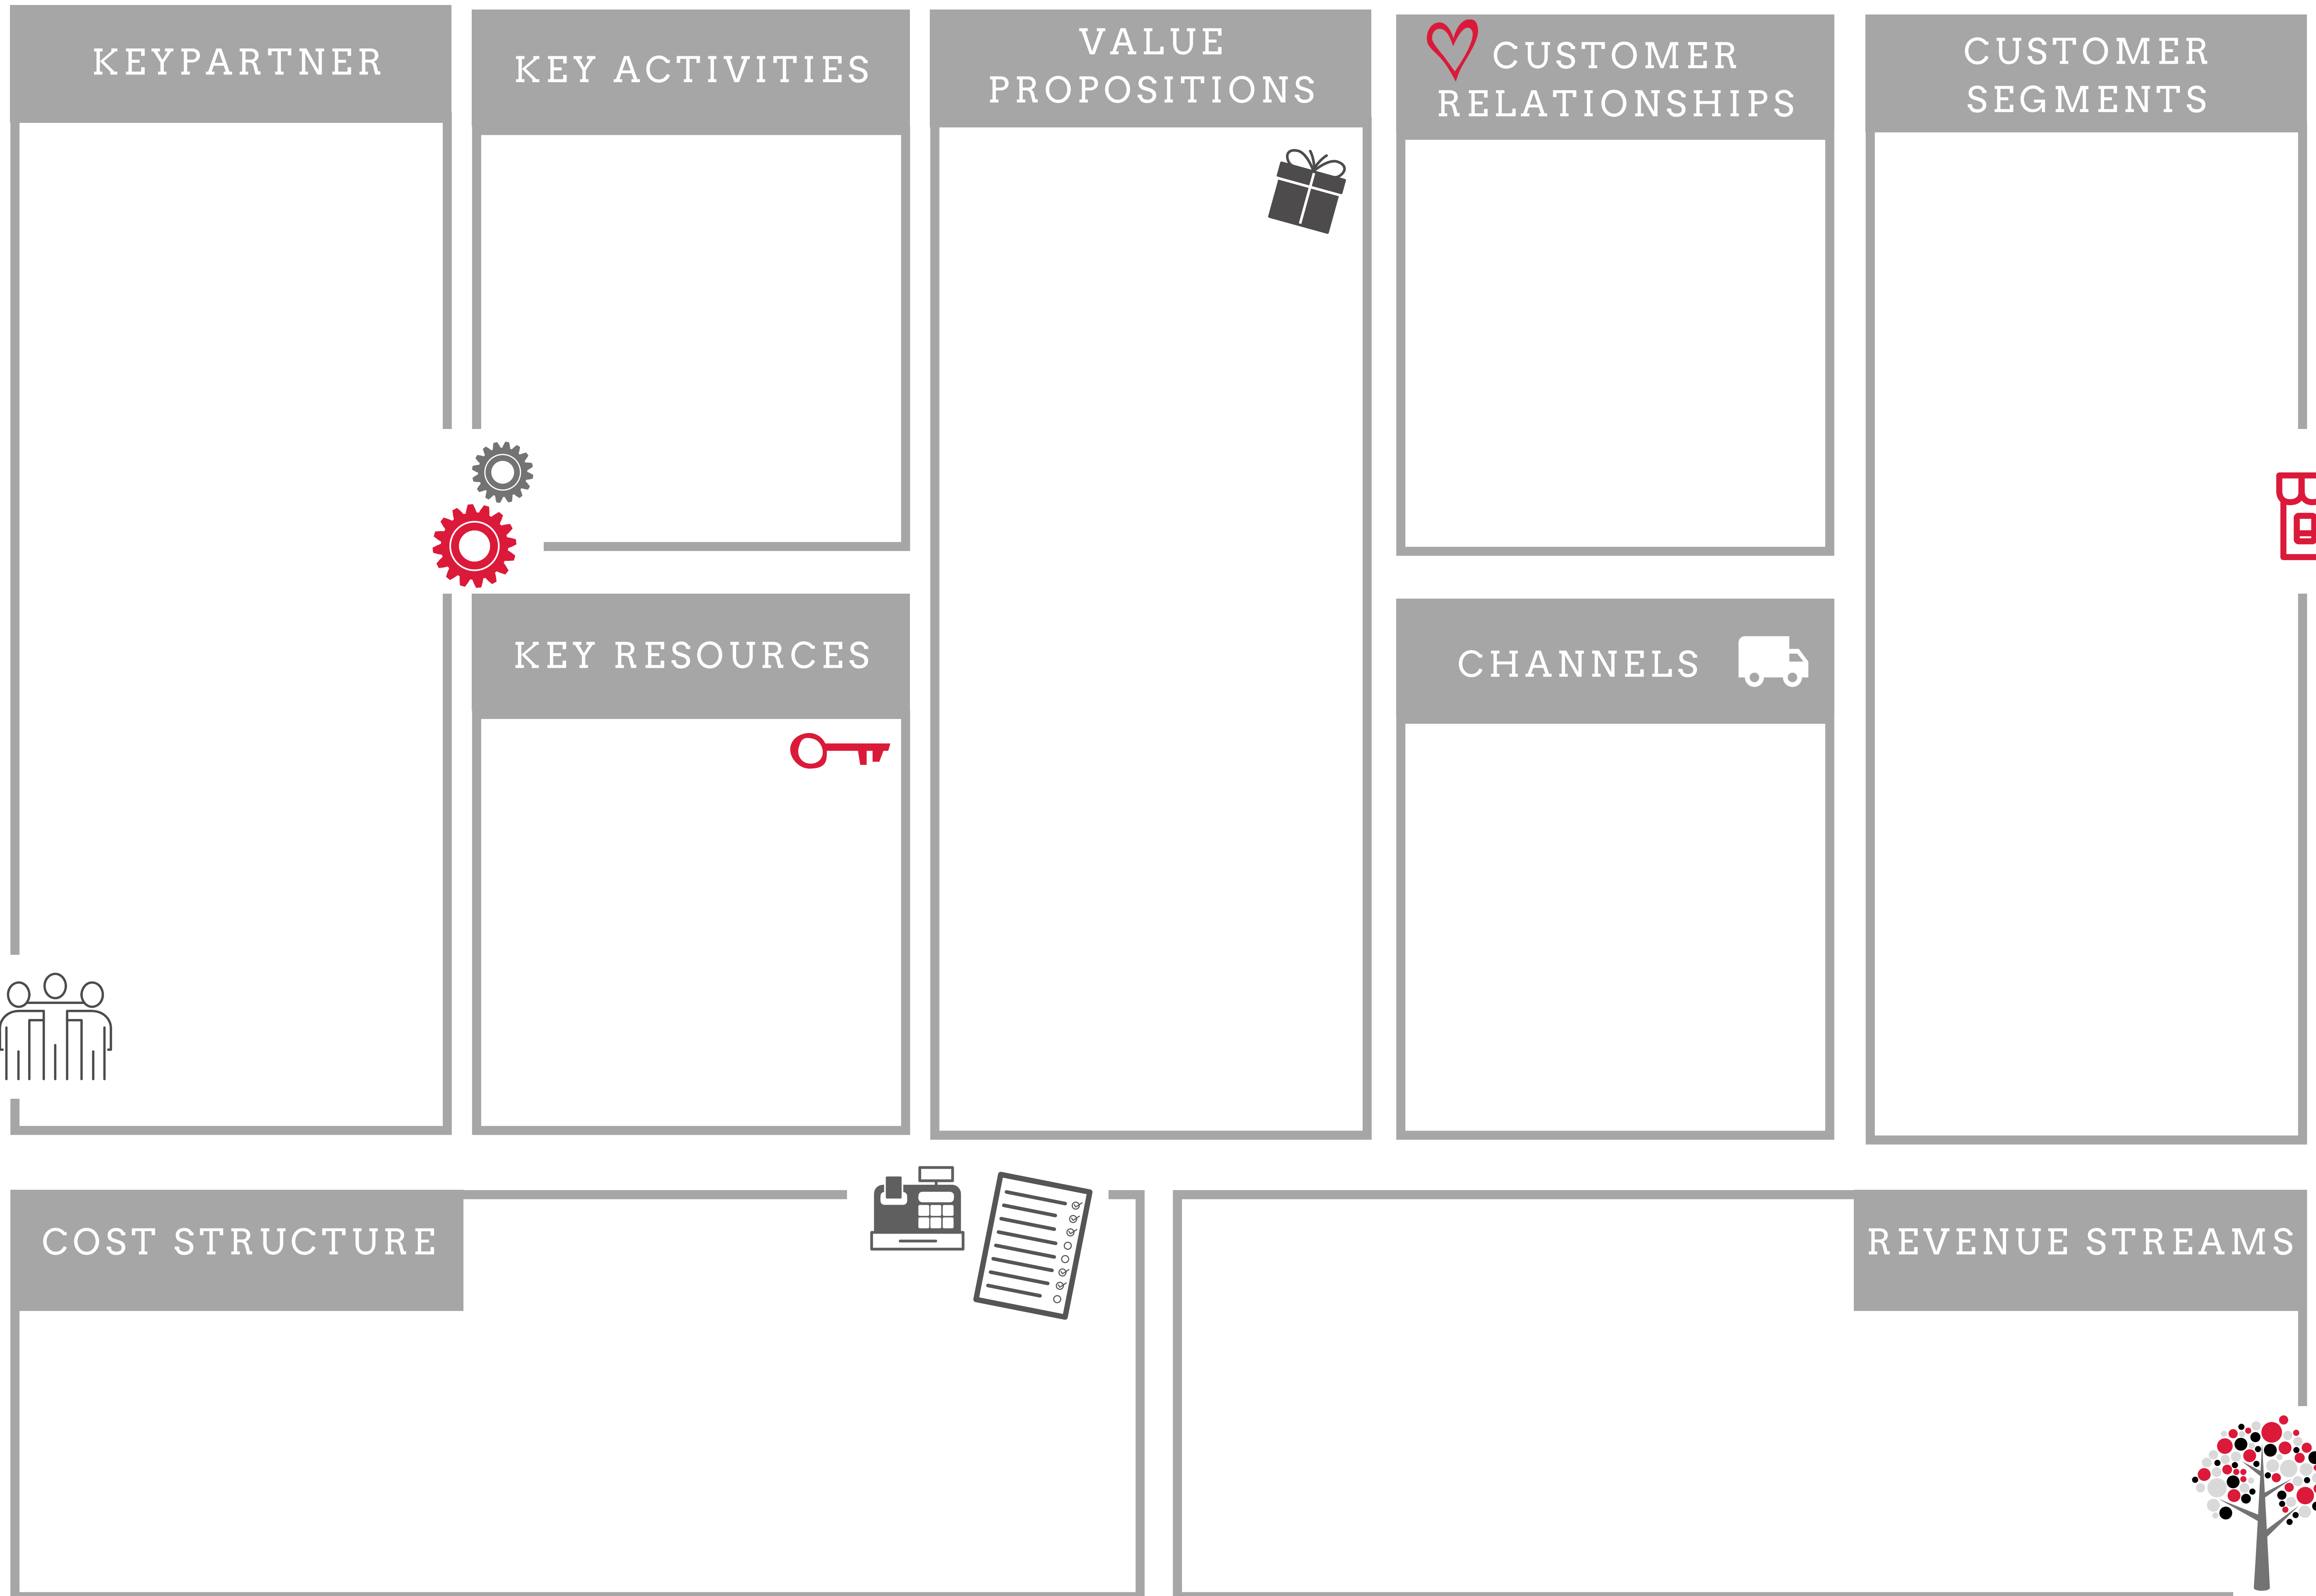 KEYPARTNER
KEY ACTIVITIES
VALUE
PROPOSITIONS
CUSTOMER
RELATIONSHIPS
CUSTOMER
SEGMENTS
KEY RESOURCES
CHANNELS
COST STRUCTURE
REVENUE STREAMS